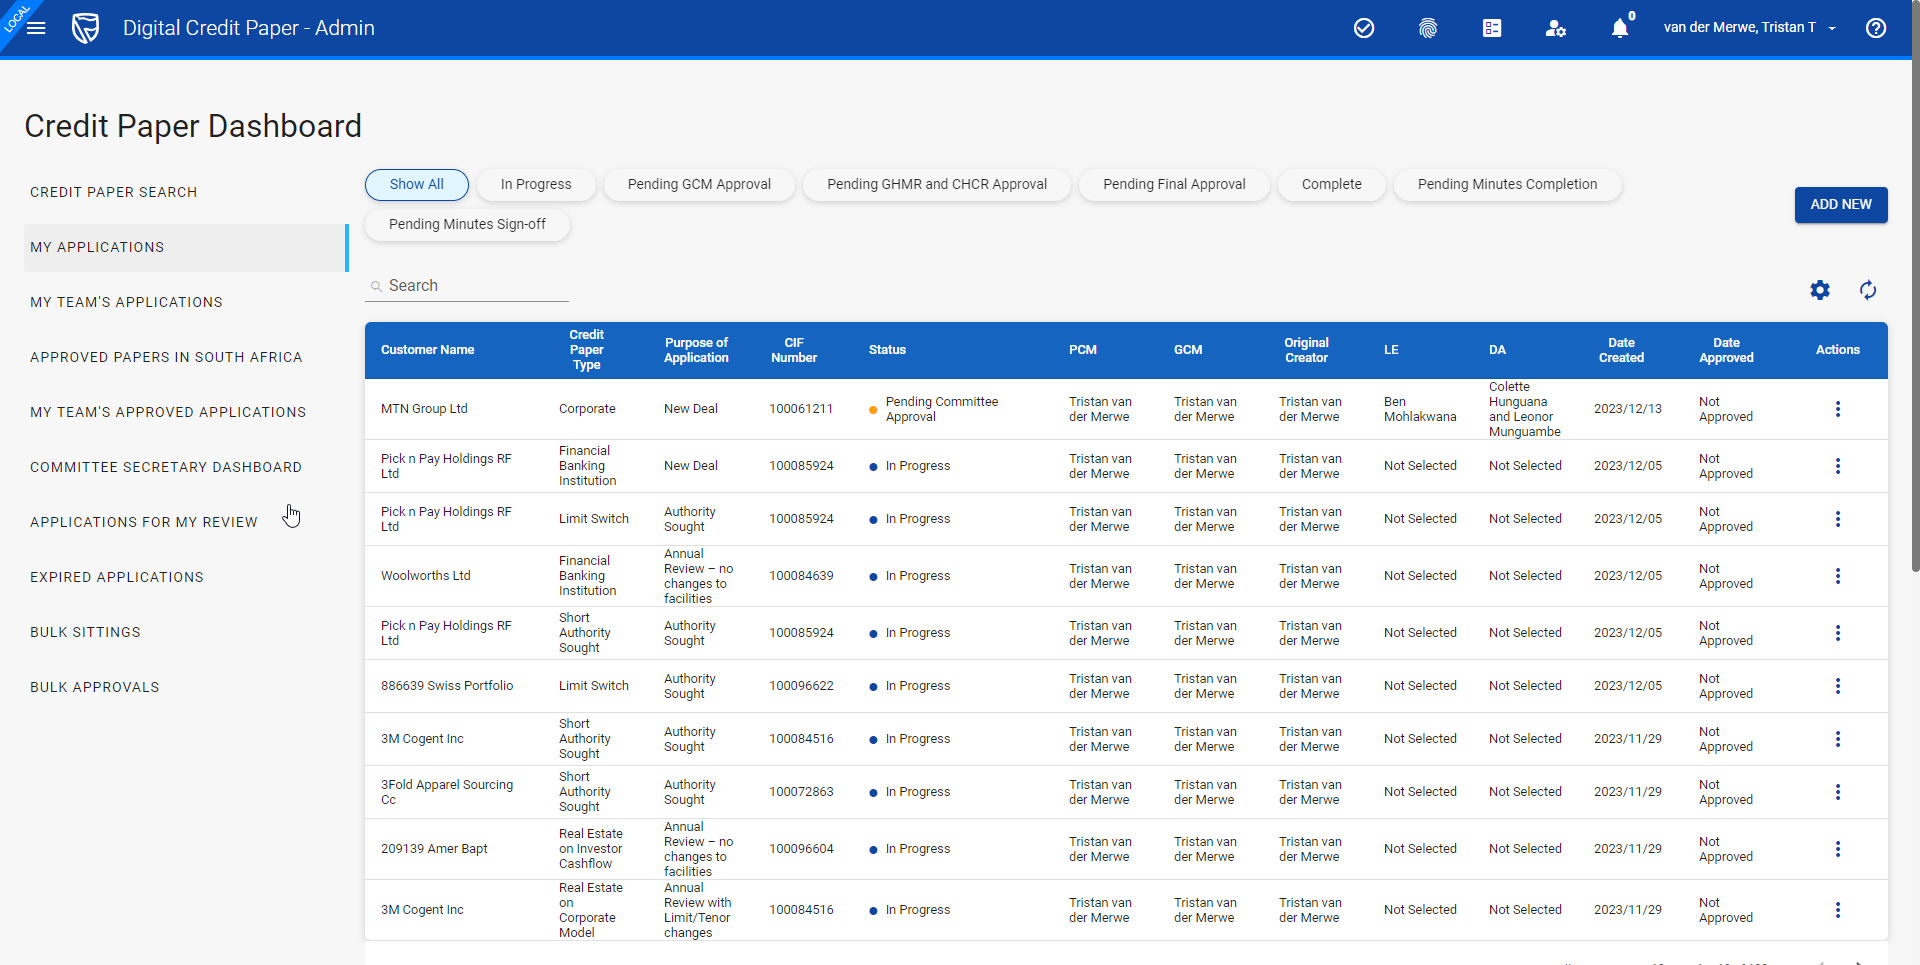 LOCAL
Digital Credit Paper - Admin
0
van der Merwe, Tristan T
Credit Paper Dashboard
CREDIT PAPER SEARCH
MY APPLICATIONS
MY TEAM'S APPLICATIONS
APPROVED PAPERS IN SOUTH AFRICA
MY TEAM'S APPROVED APPLICATIONS
COMMITTEE SECRETARY DASHBOARD
APPLICATIONS FOR MY REVIEW
EXPIRED APPLICATIONS
BULK SITTINGS
BULK APPROVALS
Show All
In Progress
Pending GCM Approval
Pending GHMR and CHCR Approval
Pending Final Approval
Complete
Pending Minutes Completion
Pending Minutes Sign-off
ADD NEW
Search
Customer Name
Credit
Paper
Type
Purpose of
Application
CIF
Number
Status
PCM
GCM
Original
Creator
LE
DA
Date
Created
Date
Approved
Actions
MTN Group Ltd
Corporate
New Deal
100061211
Pending Committee
Approval
Tristan van
der Merwe
Tristan van
der Merwe
Tristan van
der Merwe
Ben
Mohlakwana
Colette
Hunguana
and Leonor
Munguambe
2023/12/13
Not
Approved
Pick n Pay Holdings RF
Ltd
Financial
Banking
Institution
New Deal
100085924
In Progress
Tristan van
der Merwe
Tristan van
der Merwe
Tristan van
der Merwe
Not Selected
Not Selected
2023/12/05
Not
Approved
Pick n Pay Holdings RF
Ltd
Limit Switch
Authority
Sought
100085924
In Progress
Tristan van
der Merwe
Tristan van
der Merwe
Tristan van
der Merwe
Not Selected
Not Selected
2023/12/05
Not
Approved
Woolworths Ltd
Financial
Banking
Institution
Annual
Review – no
changes to
facilities
100084639
In Progress
Tristan van
der Merwe
Tristan van
der Merwe
Tristan van
der Merwe
Not Selected
Not Selected
2023/12/05
Not
Approved
Pick n Pay Holdings RF
Ltd
Short
Authority
Sought
Authority
Sought
100085924
In Progress
Tristan van
der Merwe
Tristan van
der Merwe
Tristan van
der Merwe
Not Selected
Not Selected
2023/12/05
Not
Approved
886639 Swiss Portfolio
Limit Switch
Authority
Sought
100096622
In Progress
Tristan van
der Merwe
Tristan van
der Merwe
Tristan van
der Merwe
Not Selected
Not Selected
2023/12/05
Not
Approved
3M Cogent Inc
Short
Authority
Sought
Authority
Sought
100084516
In Progress
Tristan van
der Merwe
Tristan van
der Merwe
Tristan van
der Merwe
Not Selected
Not Selected
2023/11/29
Not
Approved
3Fold Apparel Sourcing
Cc
Short
Authority
Sought
Authority
Sought
100072863
In Progress
Tristan van
der Merwe
Tristan van
der Merwe
Tristan van
der Merwe
Not Selected
Not Selected
2023/11/29
Not
Approved
209139 Amer Bapt
Real Estate
on Investor
Cashflow
Annual
Review – no
changes to
facilities
100096604
In Progress
Tristan van
der Merwe
Tristan van
der Merwe
Tristan van
der Merwe
Not Selected
Not Selected
2023/11/29
Not
Approved
3M Cogent Inc
Real Estate
on
Corporate
Model
Annual
Review with
Limit/Tenor
changes
100084516
In Progress
Tristan van
der Merwe
Tristan van
der Merwe
Tristan van
der Merwe
Not Selected
Not Selected
2023/11/29
Not
Approved